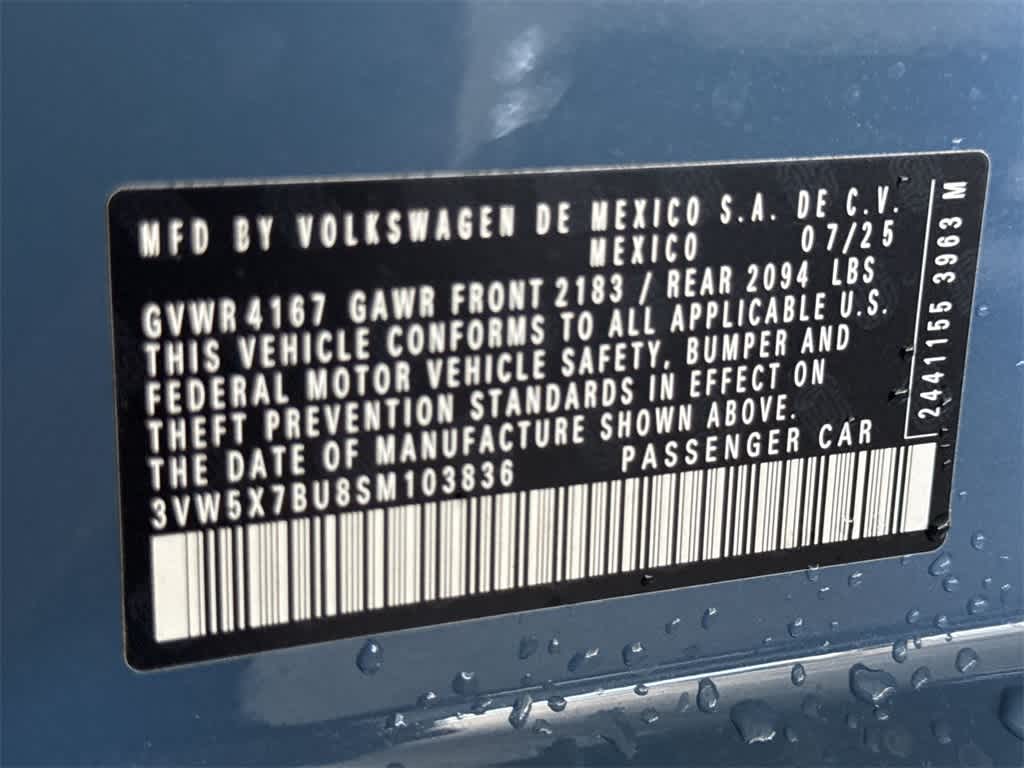 MFD BY VOLKSWAGEN DE MEXICO S.A. DE C.V.
MEXICO 07/25
GVWR 4167 GAWR FRONT 2183 / REAR 2094 LBS
THIS VEHICLE CONFORMS TO ALL APPLICABLE U.S.
FEDERAL MOTOR VEHICLE SAFETY, BUMPER AND
THEFT PREVENTION STANDARDS IN EFFECT ON
THE DATE OF MANUFACTURE SHOWN ABOVE.
3VW5X7BU8SM103836 PASSENGER CAR
2441155 3963 M